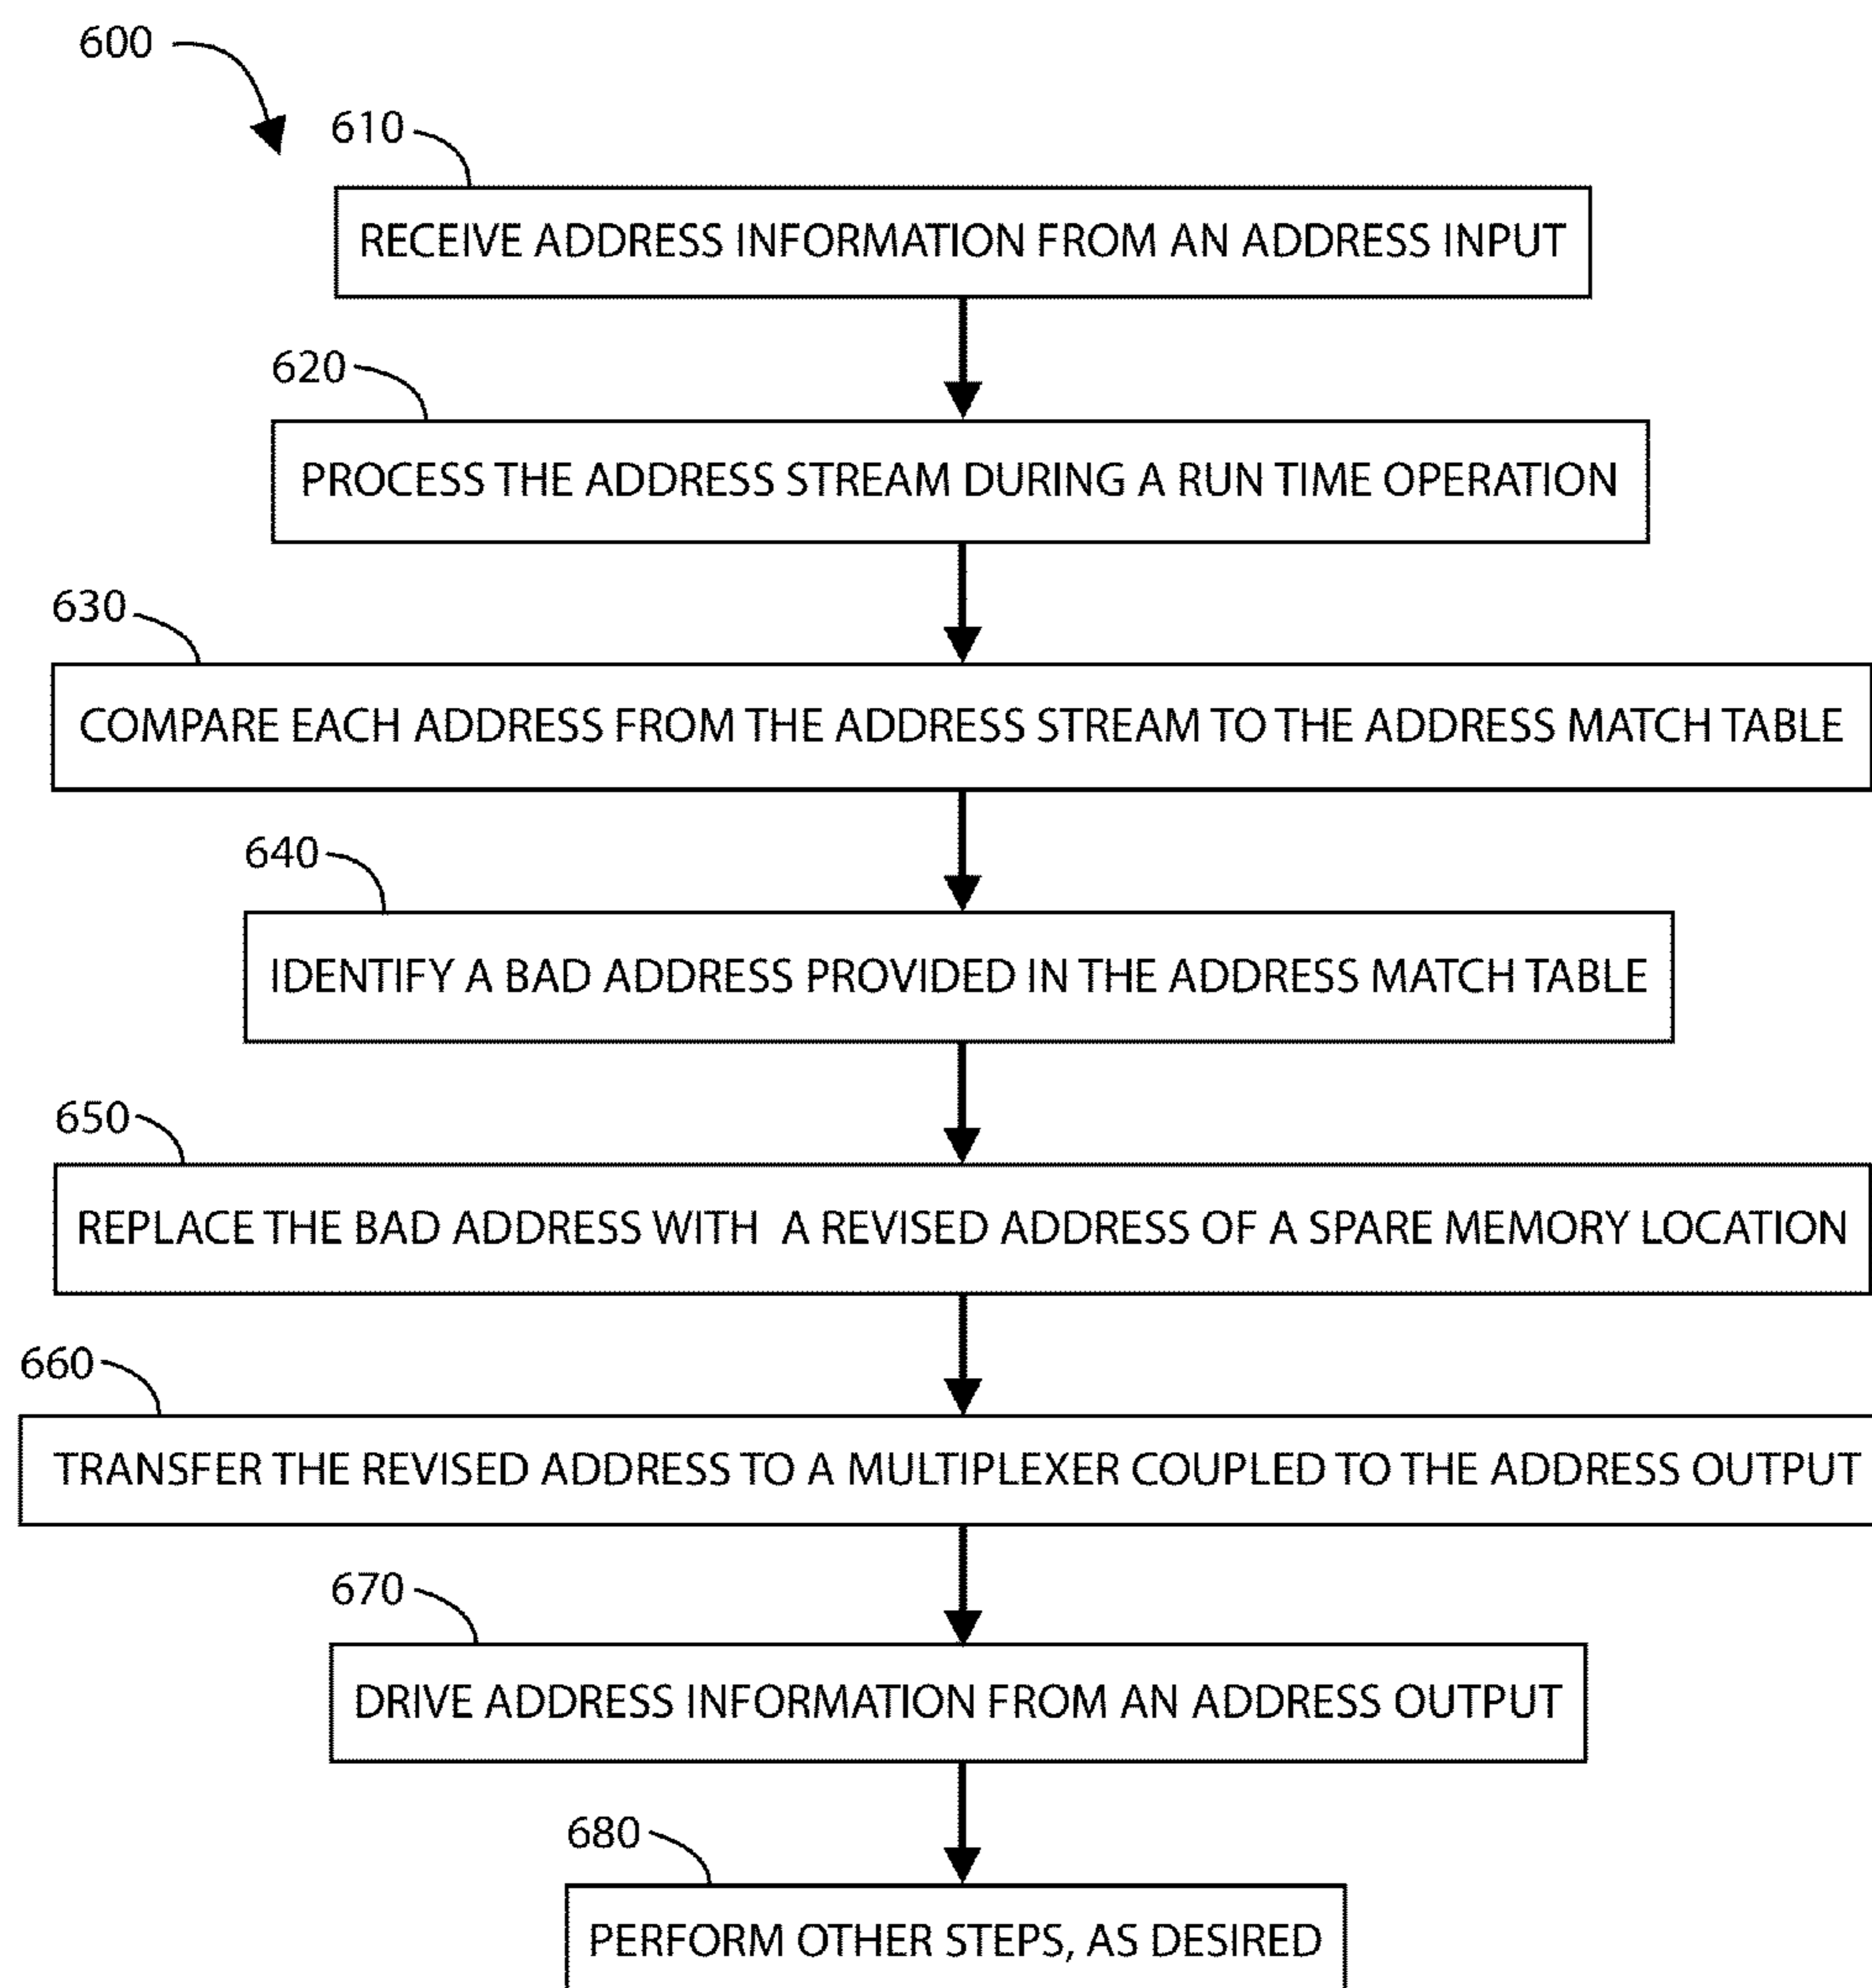 600
610
RECEIVE ADDRESS INFORMATION FROM AN ADDRESS INPUT
620
PROCESS THE ADDRESS STREAM DURING A RUN TIME OPERATION
630
COMPARE EACH ADDRESS FROM THE ADDRESS STREAM TO THE ADDRESS MATCH TABLE
640
IDENTIFY A BAD ADDRESS PROVIDED IN THE ADDRESS MATCH TABLE
650
REPLACE THE BAD ADDRESS WITH A REVISED ADDRESS OF A SPARE MEMORY LOCATION
660
TRANSFER THE REVISED ADDRESS TO A MULTIPLEXER COUPLED TO THE ADDRESS OUTPUT
670
DRIVE ADDRESS INFORMATION FROM AN ADDRESS OUTPUT
680
PERFORM OTHER STEPS, AS DESIRED